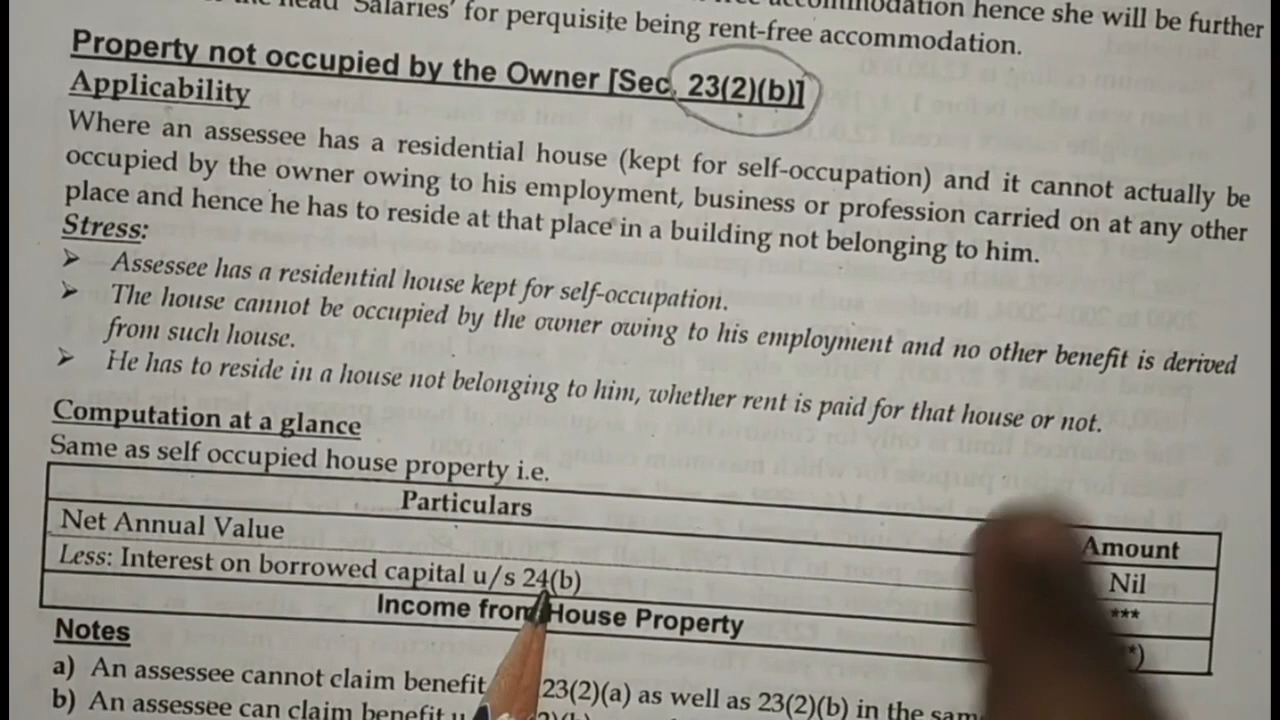 head 'Salaries' for perquisite being rent-free accommodation.
accommodation hence she will be further
Property not occupied by the Owner [Sec. 23(2)(b)]
Applicability
Where an assessee has a residential house (kept for self-occupation) and it cannot actually be
occupied by the owner owing to his employment, business or profession carried on at any other
place and hence he has to reside at that place in a building not belonging to him.
Stress:
➤ Assessee has a residential house kept for self-occupation.
➤ The house cannot be occupied by the owner owing to his employment and no other benefit is derived
from such house.
➤ He has to reside in a house not belonging to him, whether rent is paid for that house or not.
Computation at a glance
Same as self occupied house property i.e.
Particulars Amount
Net Annual Value Nil
Less: Interest on borrowed capital u/s 24(b) ***
Income from House Property *)
Notes
a) An assessee cannot claim benefit 23(2)(a) as well as 23(2)(b) in the
b) An assessee can claim benefit